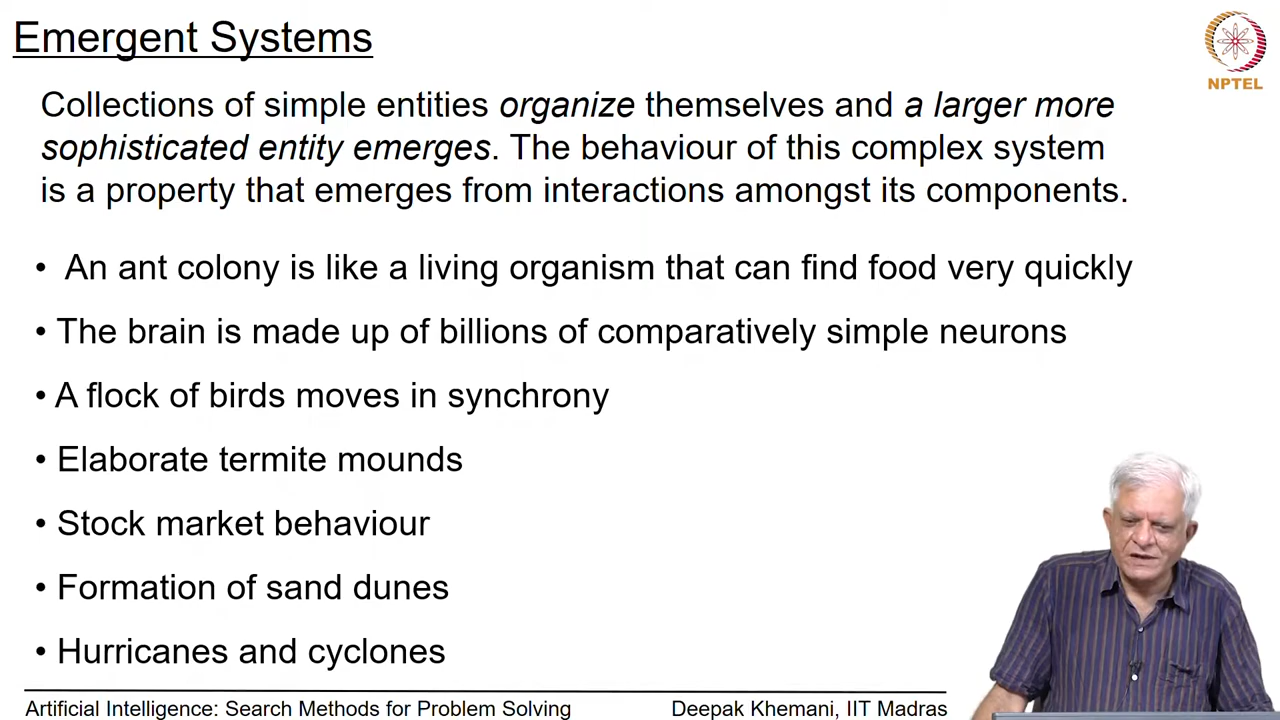 Emergent Systems
NPTEL
Collections of simple entities organize themselves and a larger more
sophisticated entity emerges. The behaviour of this complex system
is a property that emerges from interactions amongst its components.
• An ant colony is like a living organism that can find food very quickly
• The brain is made up of billions of comparatively simple neurons
• A flock of birds moves in synchrony
• Elaborate termite mounds
• Stock market behaviour
• Formation of sand dunes
• Hurricanes and cyclones
Artificial Intelligence: Search Methods for Problem Solving
Deepak Khemani, IIT Madras